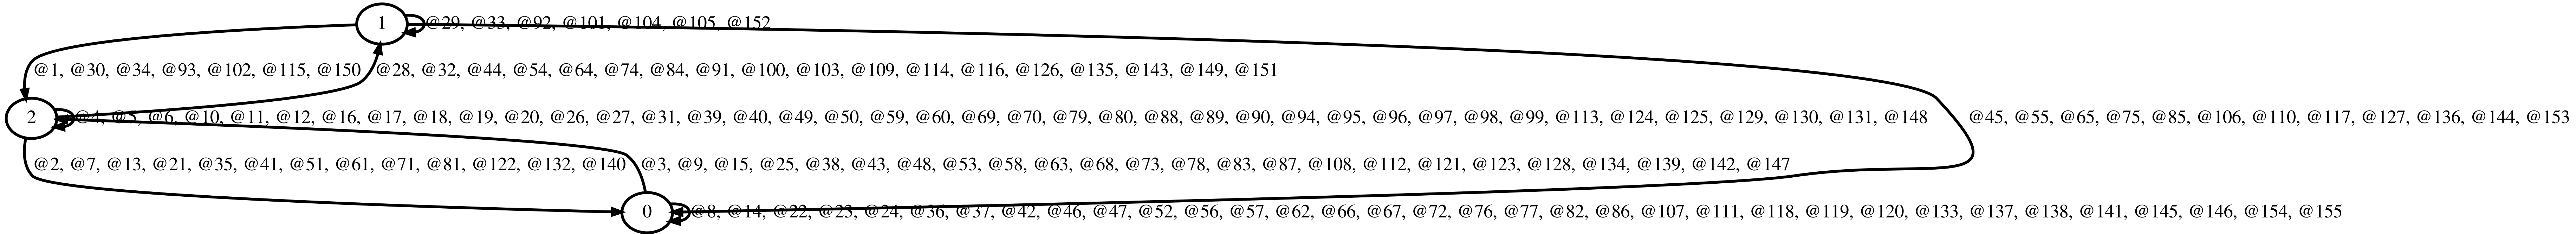 1
@29, @33, @92, @101, @104, @105, @152
@1, @30, @34, @93, @102, @115, @150
@28, @32, @44, @54, @64, @74, @84, @91, @100, @103, @109, @114, @116, @126, @135, @143, @149, @151
2
@4, @5, @6, @10, @11, @12, @16, @17, @18, @19, @20, @26, @27, @31, @39, @40, @49, @50, @59, @60, @69, @70, @79, @80, @88, @89, @90, @94, @95, @96, @97, @98, @99, @113, @124, @125, @129, @130, @131, @148
@45, @55, @65, @75, @85, @106, @110, @117, @127, @136, @144, @153
@2, @7, @13, @21, @35, @41, @51, @61, @71, @81, @122, @132, @140
@3, @9, @15, @25, @38, @43, @48, @53, @58, @63, @68, @73, @78, @83, @87, @108, @112, @121, @123, @128, @134, @139, @142, @147
0
@8, @14, @22, @23, @24, @36, @37, @42, @46, @47, @52, @56, @57, @62, @66, @67, @72, @76, @77, @82, @86, @107, @111, @118, @119, @120, @133, @137, @138, @141, @145, @146, @154, @155